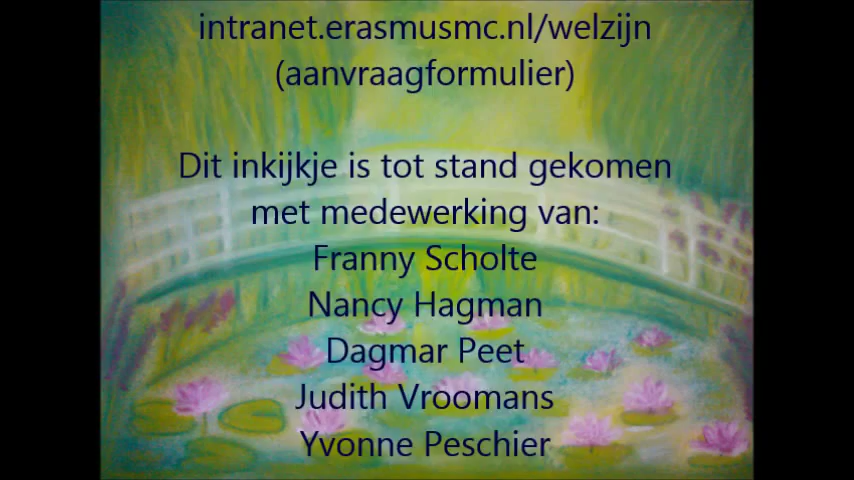 intranet.erasmusmc.nl/welzijn
(aanvraagformulier)
Dit inkijkje is tot stand gekomen
met medewerking van:
Franny Scholte
Nancy Hagman
Dagmar Peet
Judith Vroomans
Yvonne Peschier